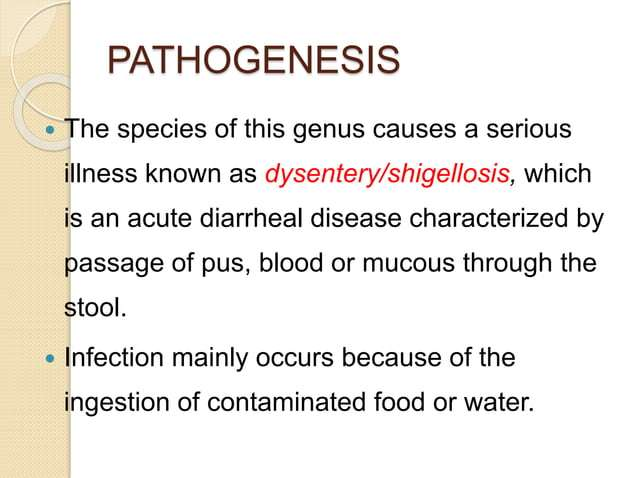 PATHOGENESIS
The species of this genus causes a serious
illness known as dysentery/shigellosis, which
is an acute diarrheal disease characterized by
passage of pus, blood or mucous through the
stool.
Infection mainly occurs because of the
ingestion of contaminated food or water.